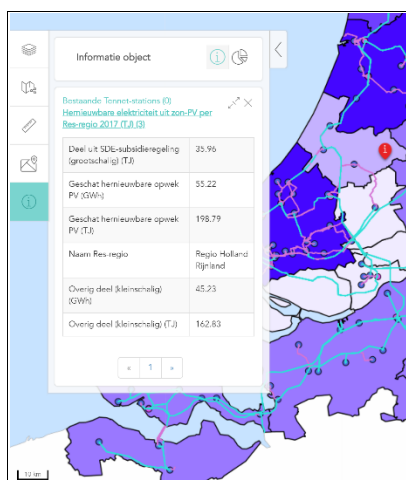 Informatie object
Bestaande Tennet-stations (0)
Hernieuwbare elektriciteit uit zon-PV per
Res-regio 2017 (TJ) (3)
Deel uit SDE-subsidieregeling
(grootschalig) (TJ)
35.96
Geschat hernieuwbare opwek
PV (GWh)
55.22
Geschat hernieuwbare opwek
PV (TJ)
198.79
Naam Res-regio
Regio Holland
Rijnland
Overig deel (kleinschalig)
(GWh)
45.23
Overig deel (kleinschalig) (TJ)
162.83
« 1 »
10 km